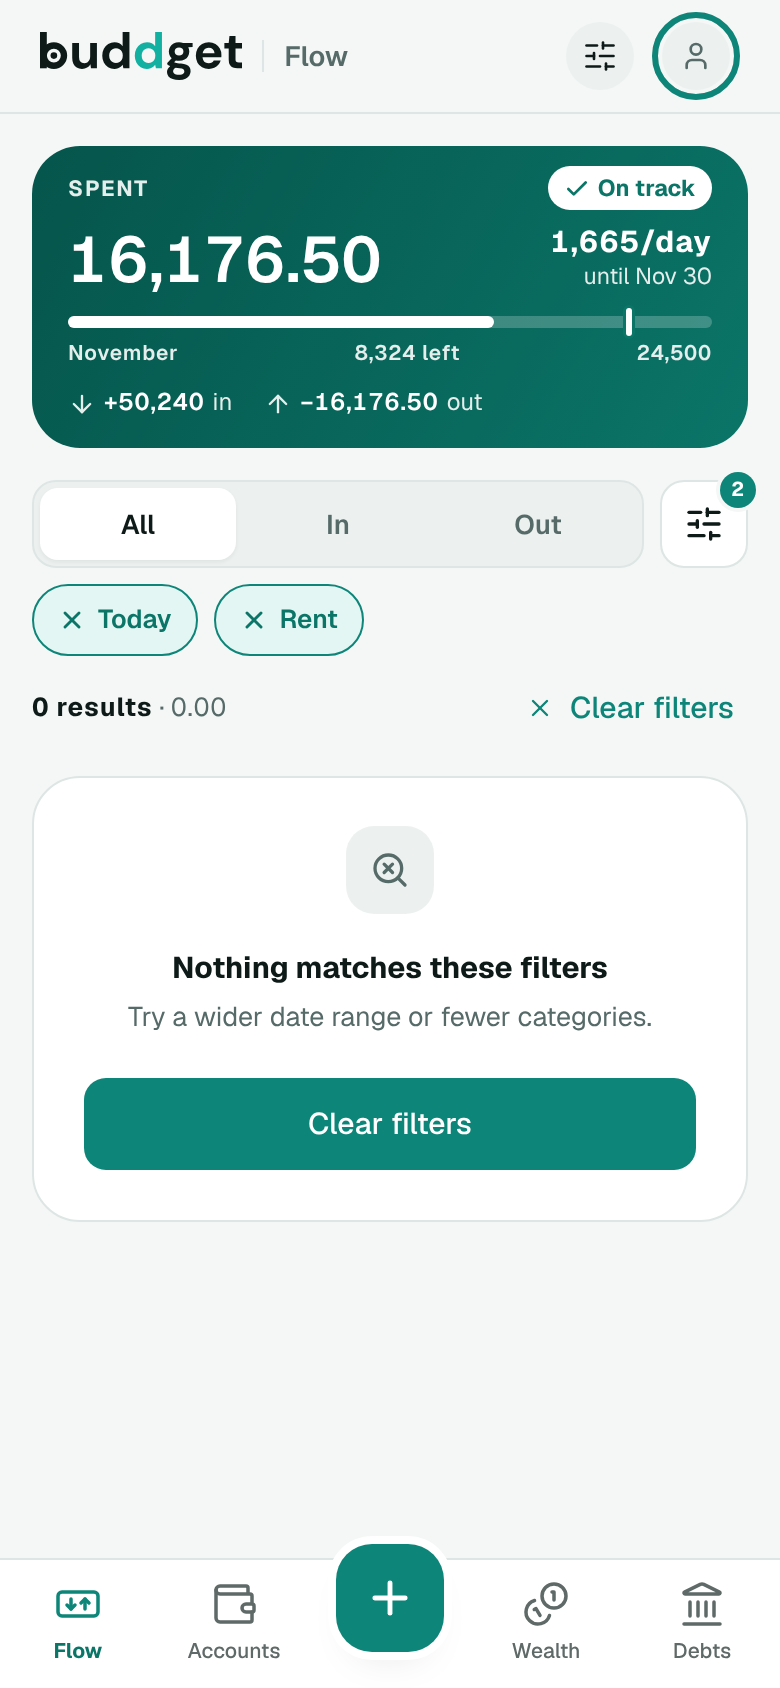 buddget
Flow
SPENT
On track
16,176.50
1,665/day
until Nov 30
November
8,324 left
24,500
+50,240 in
−16,176.50 out
All
In
Out
2
Today
Rent
0 results · 0.00
Clear filters
Nothing matches these filters
Try a wider date range or fewer categories.
Clear filters
Flow
Accounts
Wealth
Debts